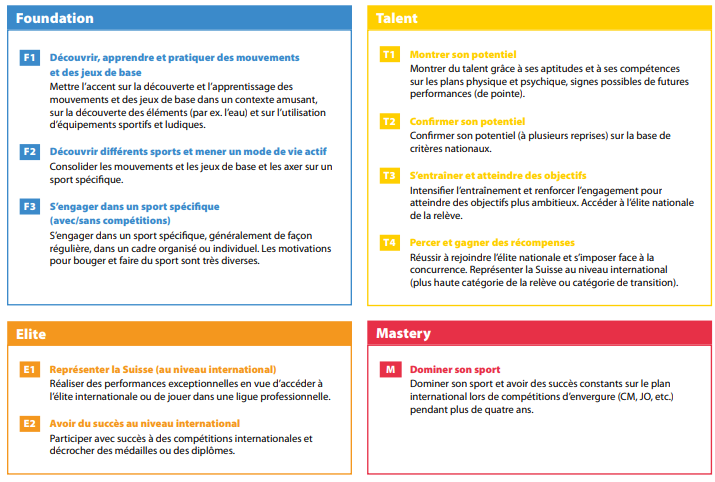 Foundation
F1 Découvrir, apprendre et pratiquer des mouvements
et des jeux de base
Mettre l'accent sur la découverte et l'apprentissage des
mouvements et des jeux de base dans un contexte amusant,
sur la découverte des éléments (par ex. l'eau) et sur l'utilisation
d'équipements sportifs et ludiques.
F2 Découvrir différents sports et mener un mode de vie actif
Consolider les mouvements et les jeux de base et les axer sur un
sport spécifique.
F3 S'engager dans un sport spécifique
(avec/sans compétitions)
S'engager dans un sport spécifique, généralement de façon
régulière, dans un cadre organisé ou individuel. Les motivations
pour bouger et faire du sport sont très diverses.
Talent
T1 Montrer son potentiel
Montrer du talent grâce à ses aptitudes et à ses compétences
sur les plans physique et psychique, signes possibles de futures
performances (de pointe).
T2 Confirmer son potentiel
Confirmer son potentiel (à plusieurs reprises) sur la base de
critères nationaux.
T3 S'entraîner et atteindre des objectifs
Intensifier l'entraînement et renforcer l'engagement pour
atteindre des objectifs plus ambitieux. Accéder à l'élite nationale
de la relève.
T4 Percer et gagner des récompenses
Réussir à rejoindre l'élite nationale et s'imposer face à la
concurrence. Représenter la Suisse au niveau international
(plus haute catégorie de la relève ou catégorie de transition).
Elite
E1 Représenter la Suisse (au niveau international)
Réaliser des performances exceptionnelles en vue d'accéder à
l'élite internationale ou de jouer dans une ligue professionnelle.
E2 Avoir du succès au niveau international
Participer avec succès à des compétitions internationales et
décrocher des médailles ou des diplômes.
Mastery
M Dominer son sport
Dominer son sport et avoir des succès constants sur le plan
international lors de compétitions d'envergure (CM, JO, etc.)
pendant plus de quatre ans.